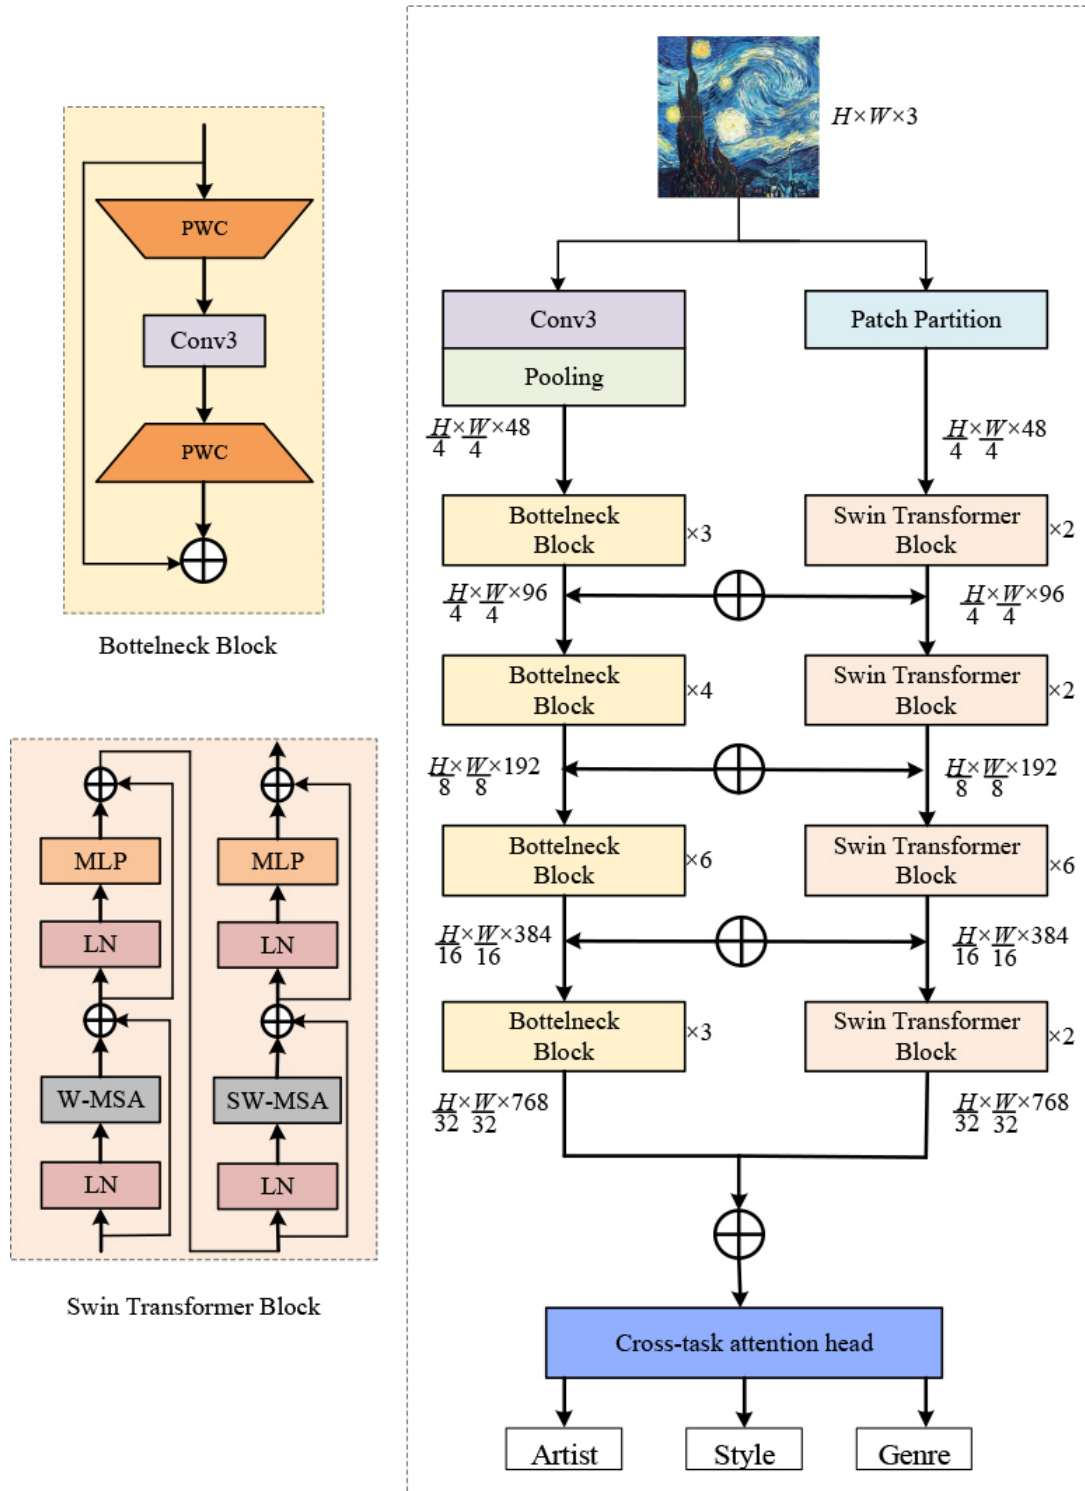 PWC
Conv3
PWC
Bottelneck Block
MLP
MLP
LN
LN
W-MSA
SW-MSA
LN
LN
Swin Transformer Block
H×W×3
Conv3
Pooling
Patch Partition
H/4×W/4×48
H/4×W/4×48
Bottelneck
Block
×3
Swin Transformer
Block
×2
H/4×W/4×96
H/4×W/4×96
Bottelneck
Block
×4
Swin Transformer
Block
×2
H/8×W/8×192
H/8×W/8×192
Bottelneck
Block
×6
Swin Transformer
Block
×6
H/16×W/16×384
H/16×W/16×384
Bottelneck
Block
×3
Swin Transformer
Block
×2
H/32×W/32×768
H/32×W/32×768
Cross-task attention head
Artist
Style
Genre